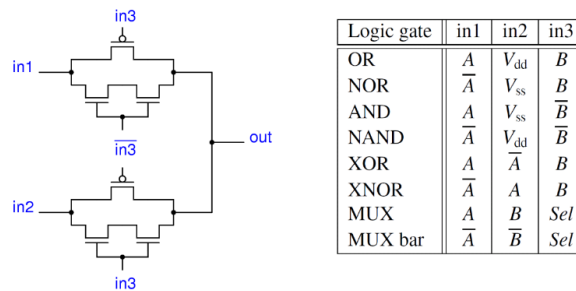 in3
in1
in3̅
out
in2
in3
Logic gate in1 in2 in3
OR A Vdd B
NOR A̅ Vss B
AND A Vss B̅
NAND A̅ Vdd B̅
XOR A A̅ B
XNOR A̅ A B
MUX A B Sel
MUX bar A̅ B̅ Sel